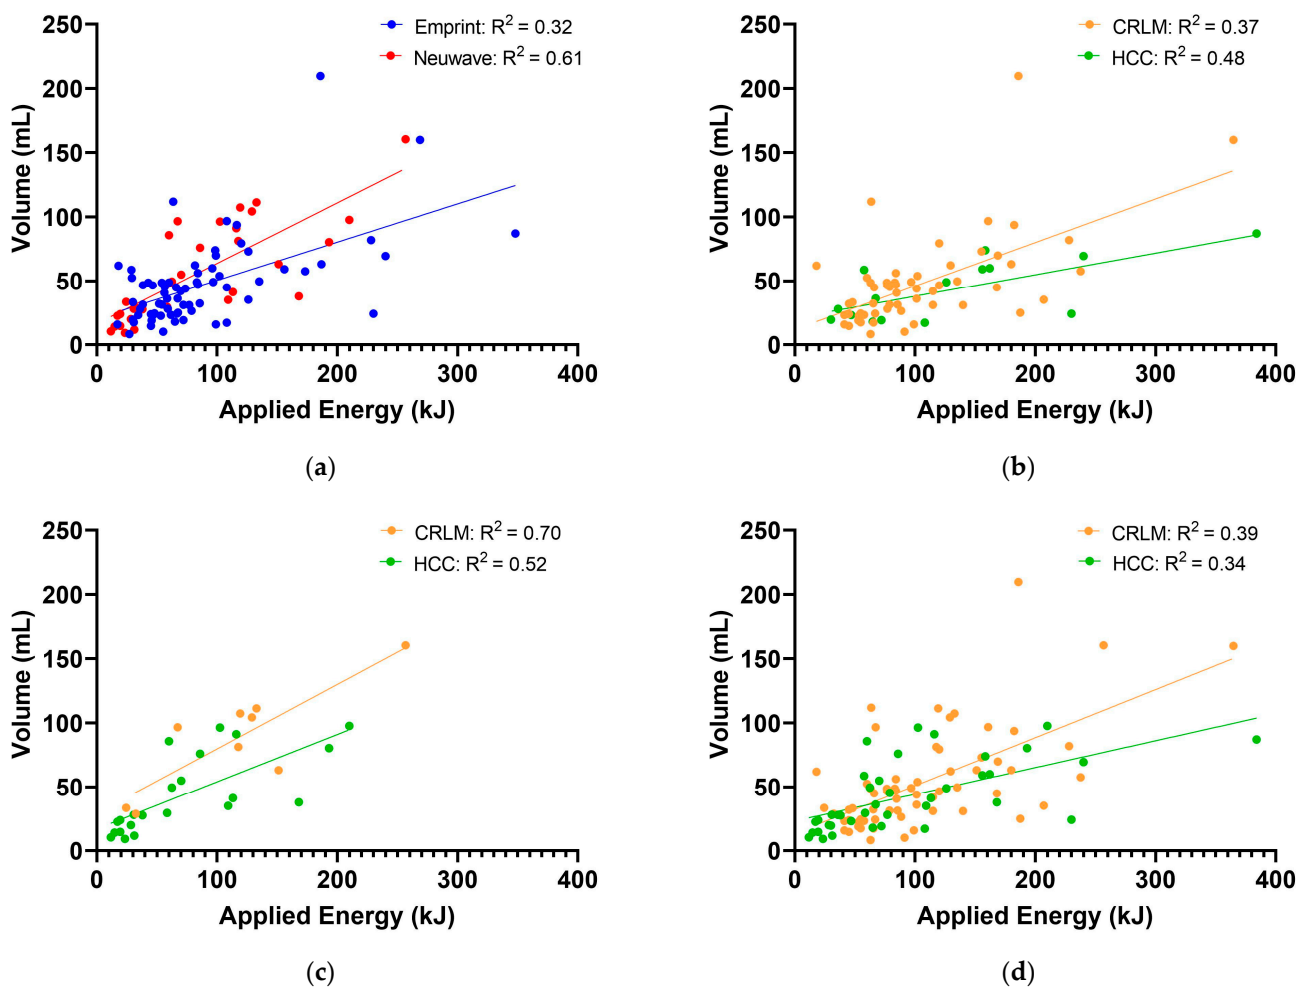 250
200
150
100
50
0
0 100 200 300 400
Volume (mL)
Applied Energy (kJ)
Emprint: R² = 0.32
Neuwave: R² = 0.61
(a)
250
200
150
100
50
0
0 100 200 300 400
Volume (mL)
Applied Energy (kJ)
CRLM: R² = 0.37
HCC: R² = 0.48
(b)
250
200
150
100
50
0
0 100 200 300 400
Volume (mL)
Applied Energy (kJ)
CRLM: R² = 0.70
HCC: R² = 0.52
(c)
250
200
150
100
50
0
0 100 200 300 400
Volume (mL)
Applied Energy (kJ)
CRLM: R² = 0.39
HCC: R² = 0.34
(d)